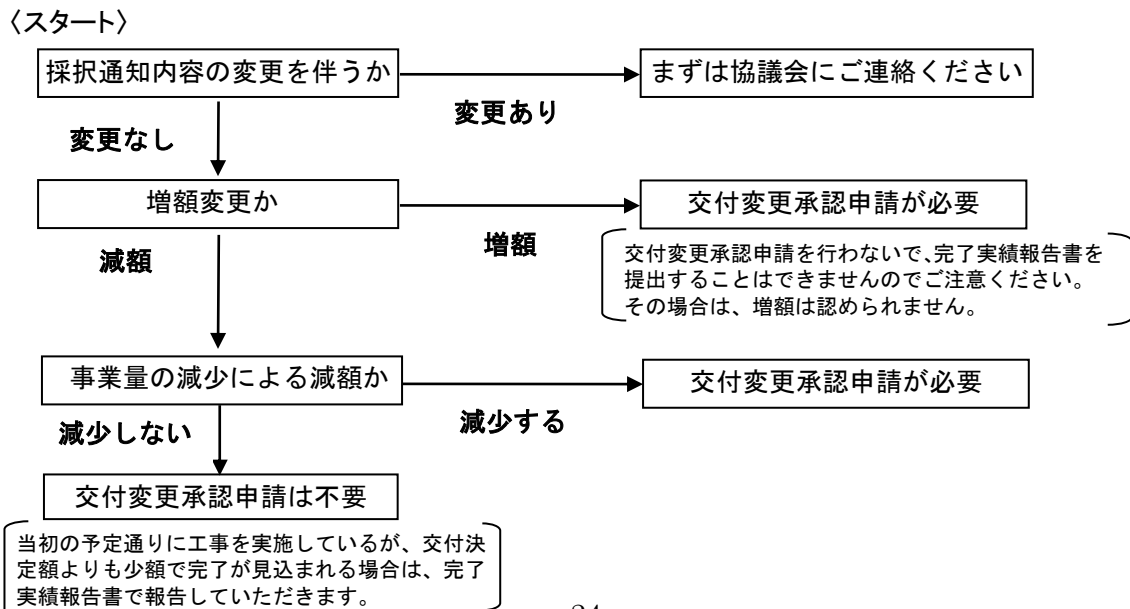 〈スタート〉
採択通知内容の変更を伴うか
まずは協議会にご連絡ください
変更あり
変更なし
増額変更か
交付変更承認申請が必要
増額
減額
交付変更承認申請を行わないで、完了実績報告書を
提出することはできませんのでご注意ください。
その場合は、増額は認められません。
事業量の減少による減額か
交付変更承認申請が必要
減少する
減少しない
交付変更承認申請は不要
当初の予定通りに工事を実施しているが、交付決
定額よりも少額で完了が見込まれる場合は、完了
実績報告書で報告していただきます。